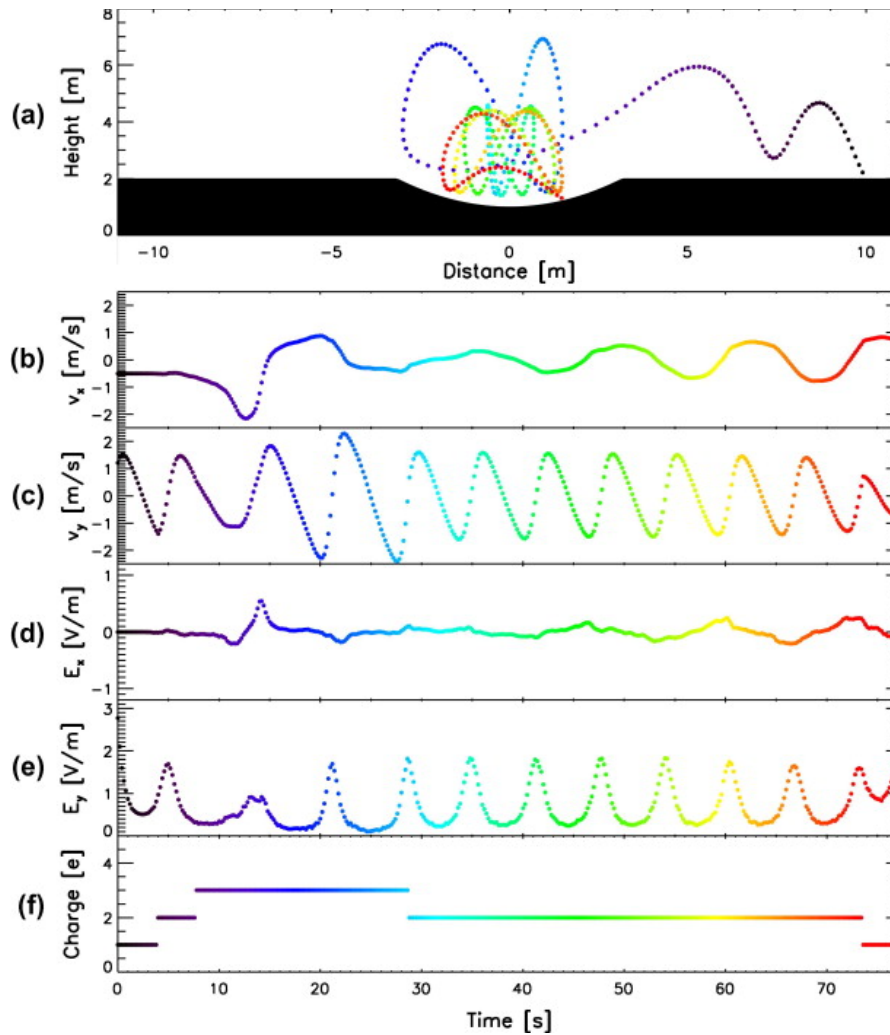 (a)
Height [m]
8
6
4
2
0
-10 -5 0 5 10
Distance [m]
(b)
v_x [m/s]
2
1
0
-1
-2
(c)
v_y [m/s]
2
1
0
-1
-2
(d)
E_x [V/m]
1
0
-1
(e)
E_y [V/m]
3
2
1
0
(f)
Charge [e]
4
2
0
0 10 20 30 40 50 60 70
Time [s]